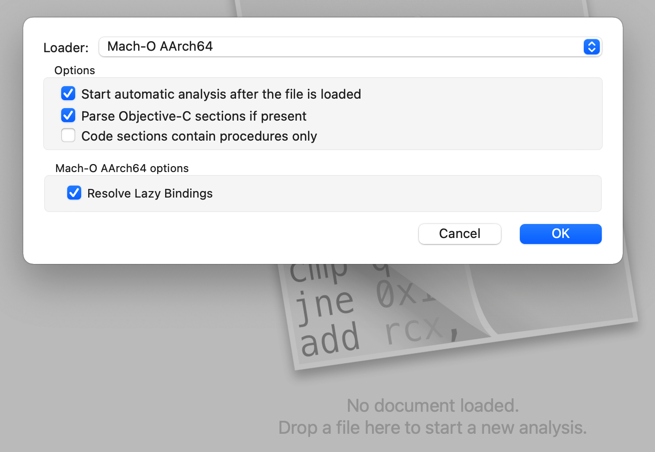 Loader: Mach-O AArch64
Options
Start automatic analysis after the file is loaded
Parse Objective-C sections if present
Code sections contain procedures only
Mach-O AArch64 options
Resolve Lazy Bindings
Cancel OK
cmp
jne 0x1
add rcx,
No document loaded.
Drop a file here to start a new analysis.